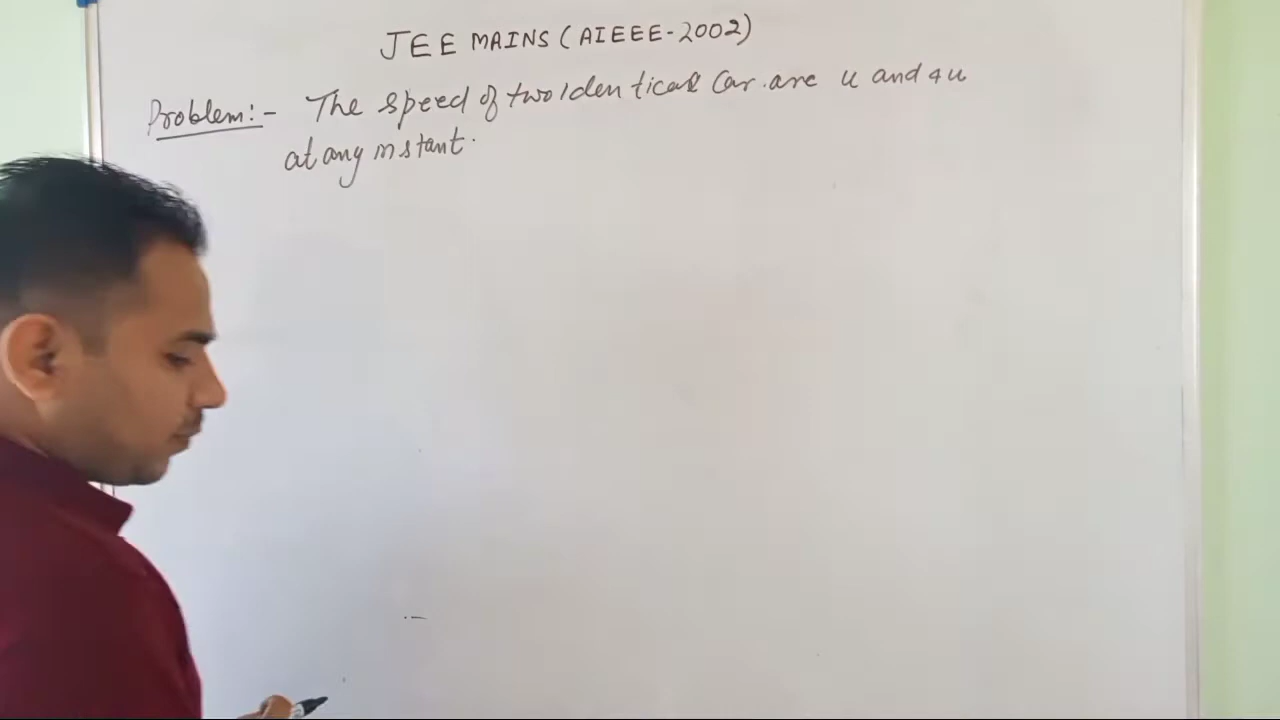 JEE MAINS (AIEEE-2002)
Problem:- The speed of two identical Car. are u and 4u
at any instant.